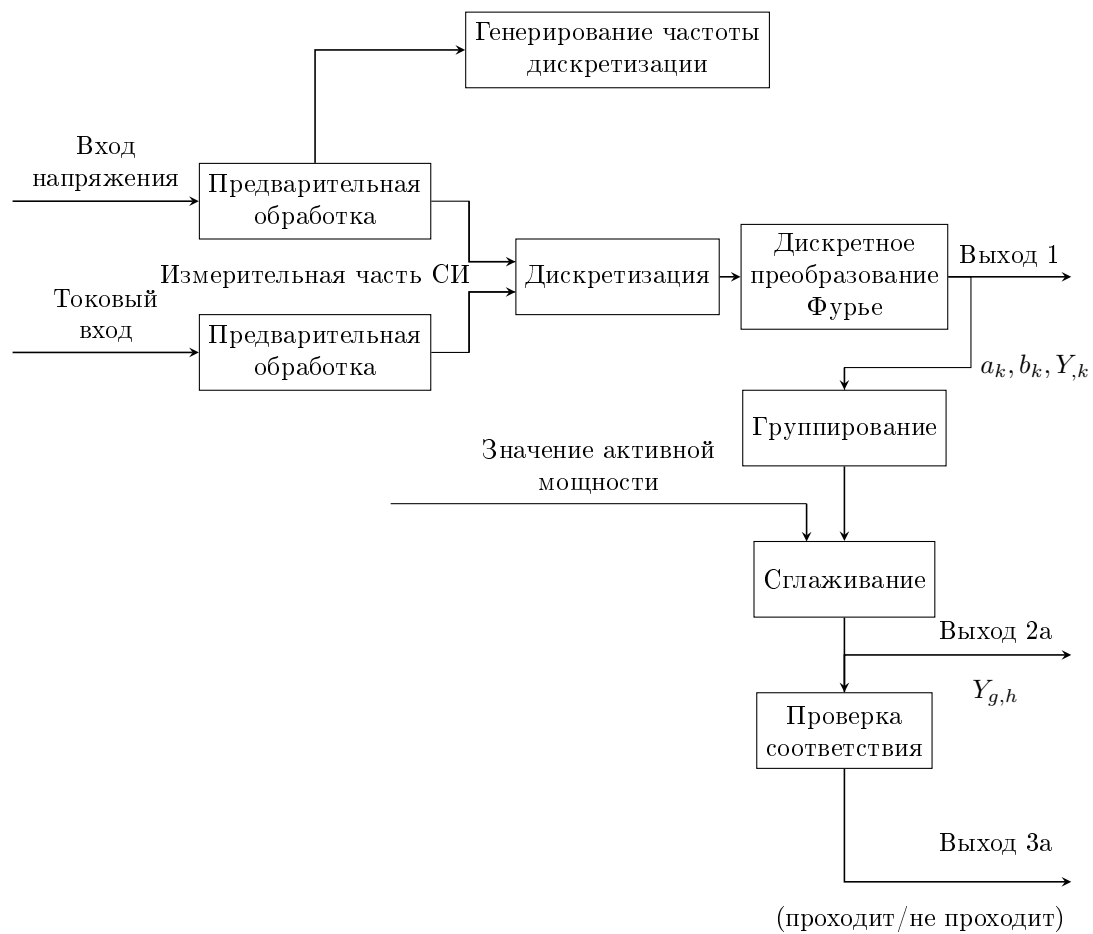 Генерирование частоты
дискретизации
Вход
напряжения
Предварительная
обработка
Измерительная часть СИ
Токовый
вход
Предварительная
обработка
Дискретизация
Дискретное
преобразование
Фурье
Выход 1
a_k, b_k, Y_{,k}
Группирование
Значение активной
мощности
Сглаживание
Выход 2а
Y_{g,h}
Проверка
соответствия
Выход 3а
(проходит/не проходит)